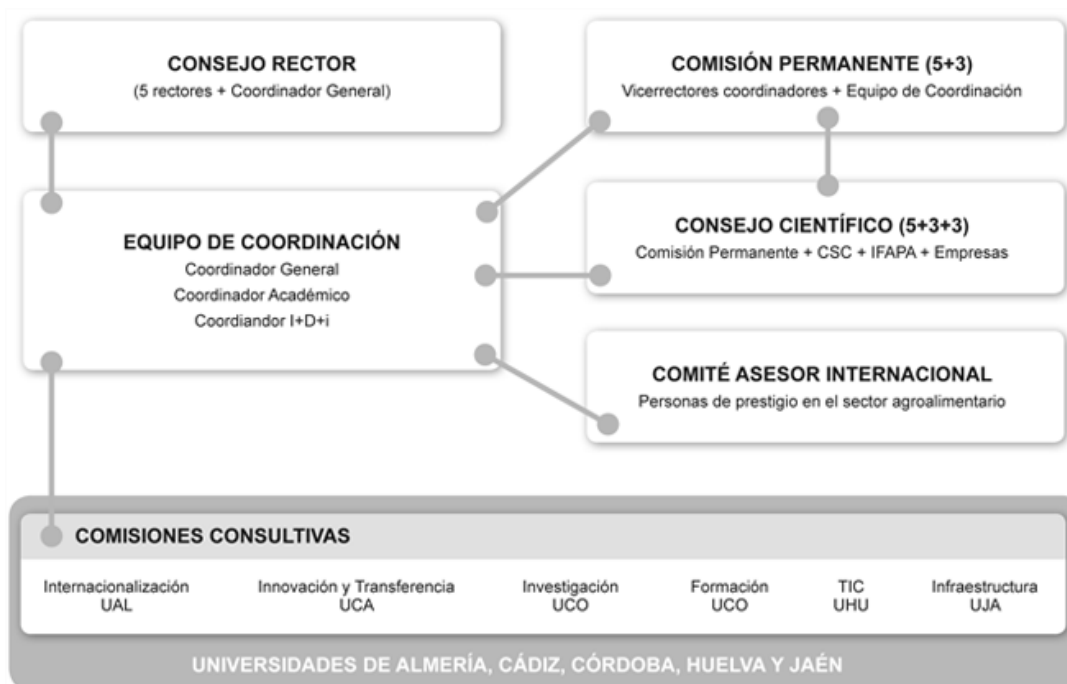 CONSEJO RECTOR
(5 rectores + Coordinador General)
COMISIÓN PERMANENTE (5+3)
Vicerrectores coordinadores + Equipo de Coordinación
EQUIPO DE COORDINACIÓN
Coordinador General
Coordinador Académico
Coordiandor I+D+i
CONSEJO CIENTÍFICO (5+3+3)
Comisión Permanente + CSC + IFAPA + Empresas
COMITÉ ASESOR INTERNACIONAL
Personas de prestigio en el sector agroalimentario
COMISIONES CONSULTIVAS
Internacionalización
UAL
Innovación y Transferencia
UCA
Investigación
UCO
Formación
UCO
TIC
UHU
Infraestructura
UJA
UNIVERSIDADES DE ALMERÍA, CÁDIZ, CÓRDOBA, HUELVA Y JAÉN